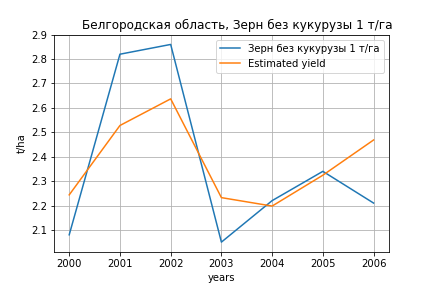 Белгородская область, Зерн без кукурузы 1 т/га
Зерн без кукурузы 1 т/га
Estimated yield
t/ha
2.9
2.8
2.7
2.6
2.5
2.4
2.3
2.2
2.1
2000 2001 2002 2003 2004 2005 2006
years